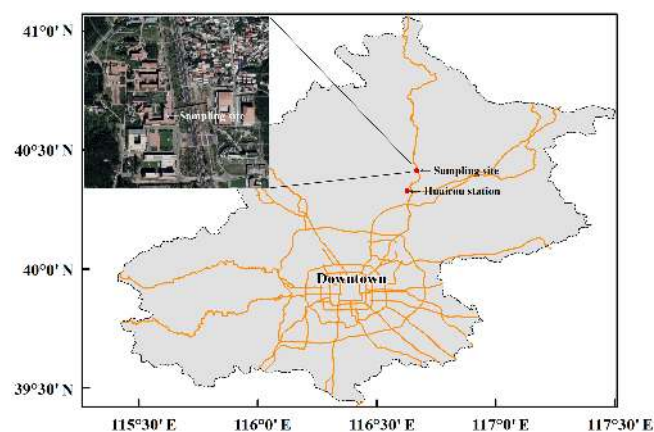 41°0' N
Sampling site
40°30' N
Sampling site
Huairou station
40°00' N
Downtown
39°30' N
115°30' E
116°0' E
116°30' E
117°0' E
117°30' E